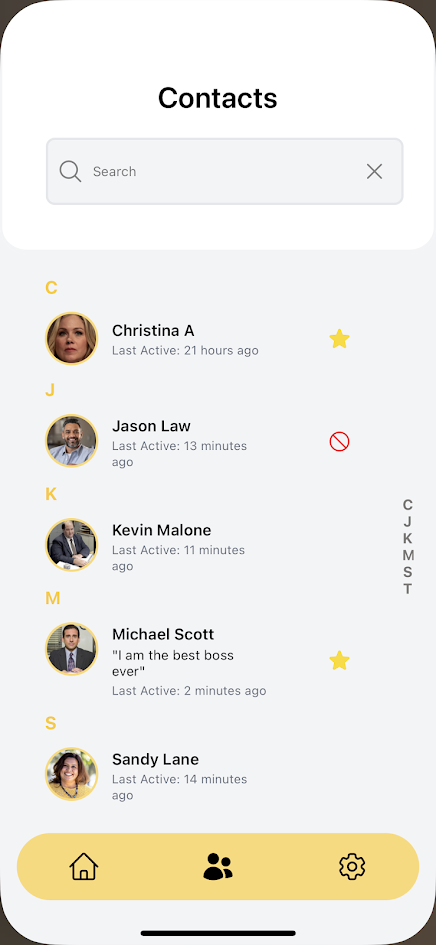 Contacts
Search
C
Christina A
Last Active: 21 hours ago
J
Jason Law
Last Active: 13 minutes
ago
K
Kevin Malone
Last Active: 11 minutes
ago
M
Michael Scott
"I am the best boss
ever"
Last Active: 2 minutes ago
S
Sandy Lane
Last Active: 14 minutes
ago
C
J
K
M
S
T